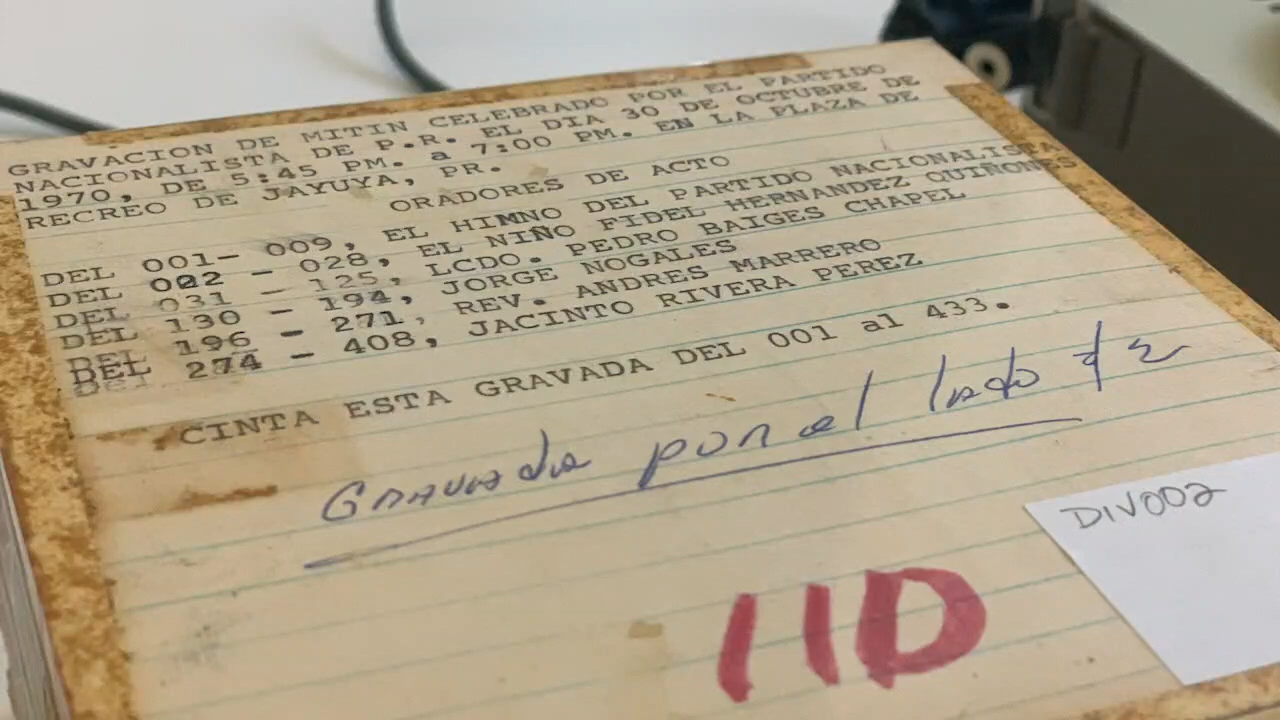 GRAVACION DE MITIN CELEBRADO POR EL PARTIDO
NACIONALISTA DE P.R. EL DIA 30 DE OCTUBRE DE
1970, DE 5:45 PM. a 7:00 PM. EN LA PLAZA DE
RECREO DE JAYUYA, PR.
ORADORES DE ACTO
DEL 001- 009, EL HIMNO DEL PARTIDO NACIONALISTA
DEL 022 - 028, EL NIÑO FIDEL HERNANDEZ QUIÑONES
DEL 031 - 125, LCDO. PEDRO BAIGES CHAPEL
DEL 130 - 194, JORGE NOGALES
DEL 196 - 271, REV. ANDRES MARRERO
DEL 274 - 408, JACINTO RIVERA PEREZ
CINTA ESTA GRAVADA DEL 001 al 433.
Gravada por el lado # 2
DIV002
11D